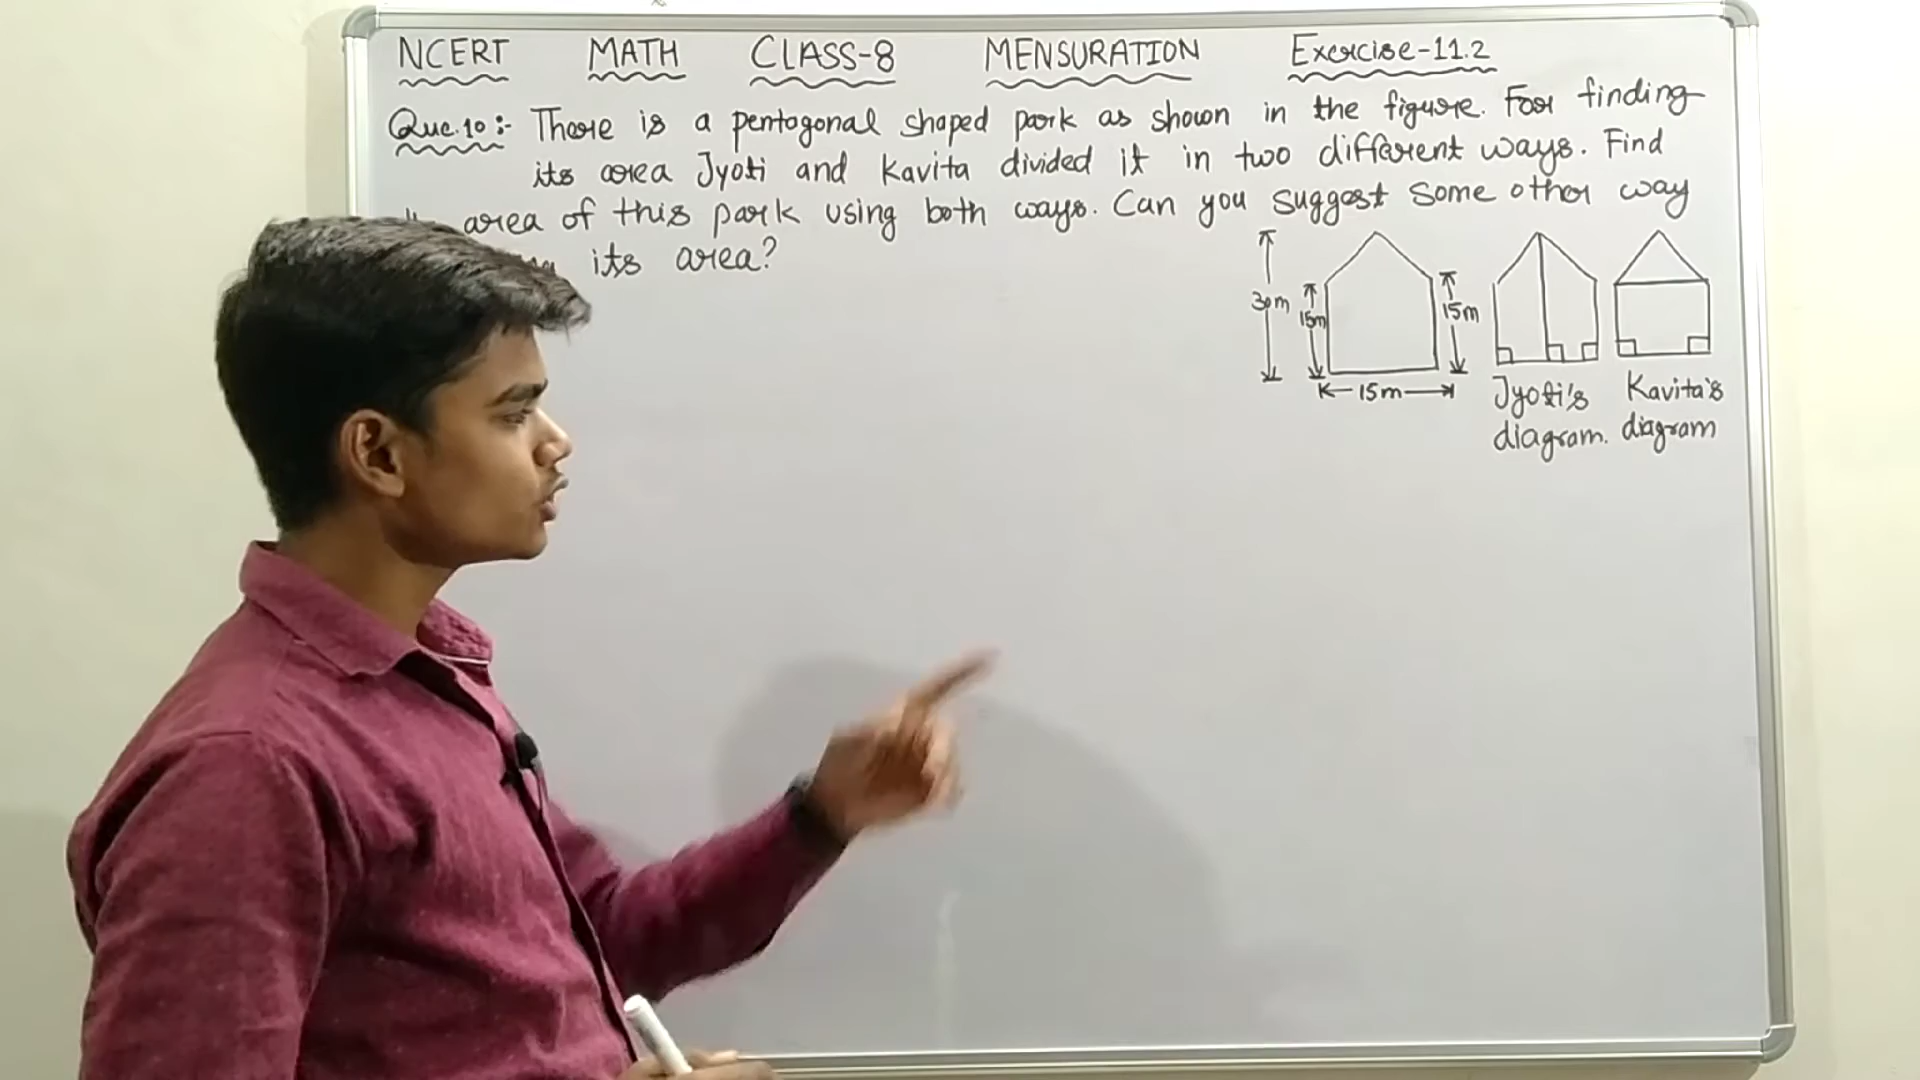 NCERT MATH CLASS-8 MENSURATION Exercise-11.2
Que.10:- There is a pentagonal shaped park as shown in the figure. For finding
its area Jyoti and Kavita divided it in two different ways. Find
area of this park using both ways. Can you suggest some other way
its area?
30m
15m
15m
15m
Jyoti's
diagram.
Kavita's
diagram